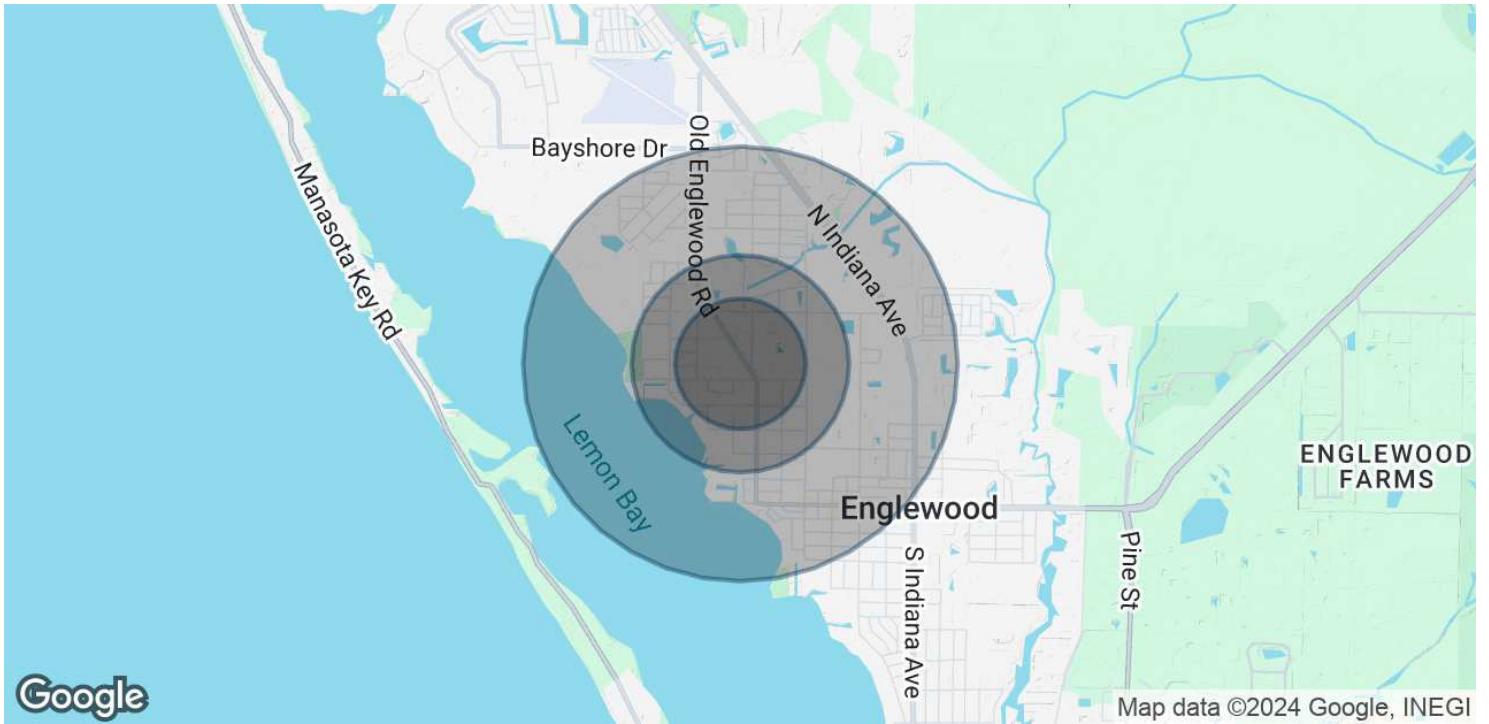 Bayshore Dr
Old Englewood Rd
N Indiana Ave
Manasota Key Rd
Lemon Bay
ENGLEWOOD
FARMS
Englewood
S Indiana Ave
Pine St
Google
Map data ©2024 Google, INEGI